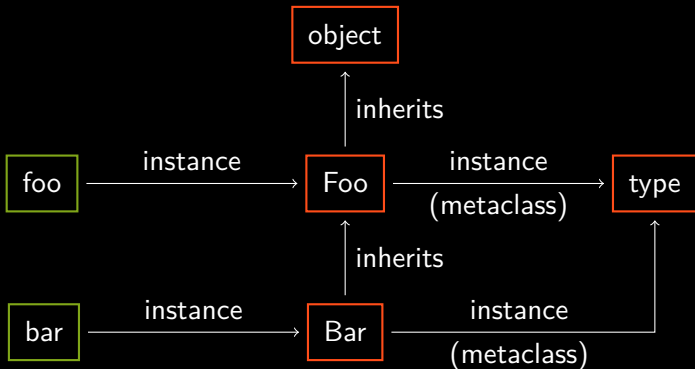 object
inherits
instance
instance
foo
Foo
type
(metaclass)
inherits
instance
instance
bar
Bar
(metaclass)